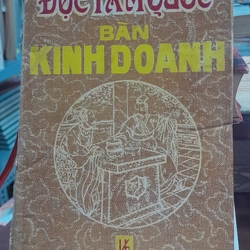 ĐỌC TAM QUỐC
BÀN
KINH DOANH